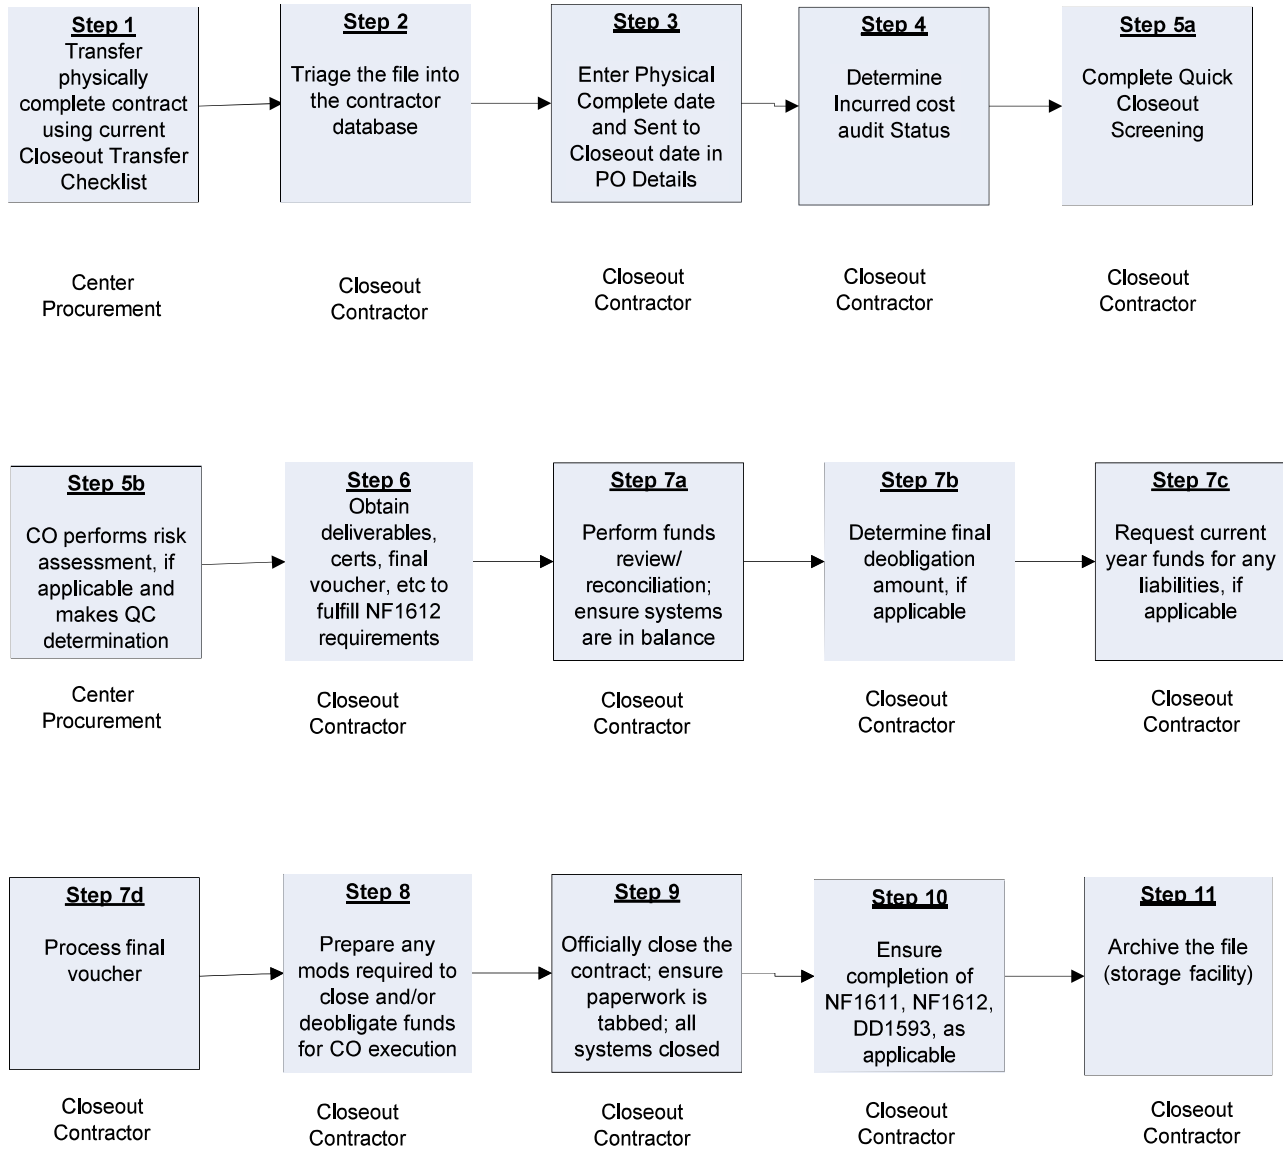 Step 1
Transfer
physically
complete contract
using current
Closeout Transfer
Checklist
Step 2
Triage the file into
the contractor
database
Step 3
Enter Physical
Complete date
and Sent to
Closeout date in
PO Details
Step 4
Determine
Incurred cost
audit Status
Step 5a
Complete Quick
Closeout
Screening
Center
Procurement
Closeout
Contractor
Closeout
Contractor
Closeout
Contractor
Closeout
Contractor
Step 5b
CO performs risk
assessment, if
applicable and
makes QC
determination
Step 6
Obtain
deliverables,
certs, final
voucher, etc to
fulfill NF1612
requirements
Step 7a
Perform funds
review/
reconciliation;
ensure systems
are in balance
Step 7b
Determine final
deobligation
amount, if
applicable
Step 7c
Request current
year funds for any
liabilities, if
applicable
Center
Procurement
Closeout
Contractor
Closeout
Contractor
Closeout
Contractor
Closeout
Contractor
Step 7d
Process final
voucher
Step 8
Prepare any
mods required to
close and/or
deobligate funds
for CO execution
Step 9
Officially close the
contract; ensure
paperwork is
tabbed; all
systems closed
Step 10
Ensure
completion of
NF1611, NF1612,
DD1593, as
applicable
Step 11
Archive the file
(storage facility)
Closeout
Contractor
Closeout
Contractor
Closeout
Contractor
Closeout
Contractor
Closeout
Contractor